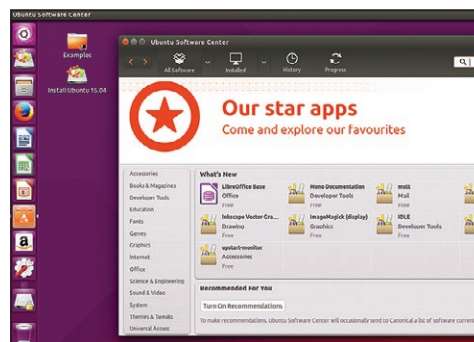 Ubuntu Software Center
Examples
Install Ubuntu 15.04
Ubuntu Software Center
All Software
Installed
History
Progress
Our star apps
Come and explore our favourites
Accessories
Books & Magazines
Developer Tools
Education
Fonts
Games
Graphics
Internet
Office
Science & Engineering
Sound & Video
System
Themes & Tweaks
Universal Access
What's New
LibreOffice Base
Office
Free
Mono Documentation
Developer Tools
Free
mutt
Mail
Free
Inkscape Vector Gra...
Drawing
Free
ImageMagick (display)
Graphics
Free
IDLE
Developer Tools
Free
upstart-monitor
Accessories
Free
Recommended For You
Turn On Recommendations
To make recommendations, Ubuntu Software Center will occasionally send to Canonical a list of software current